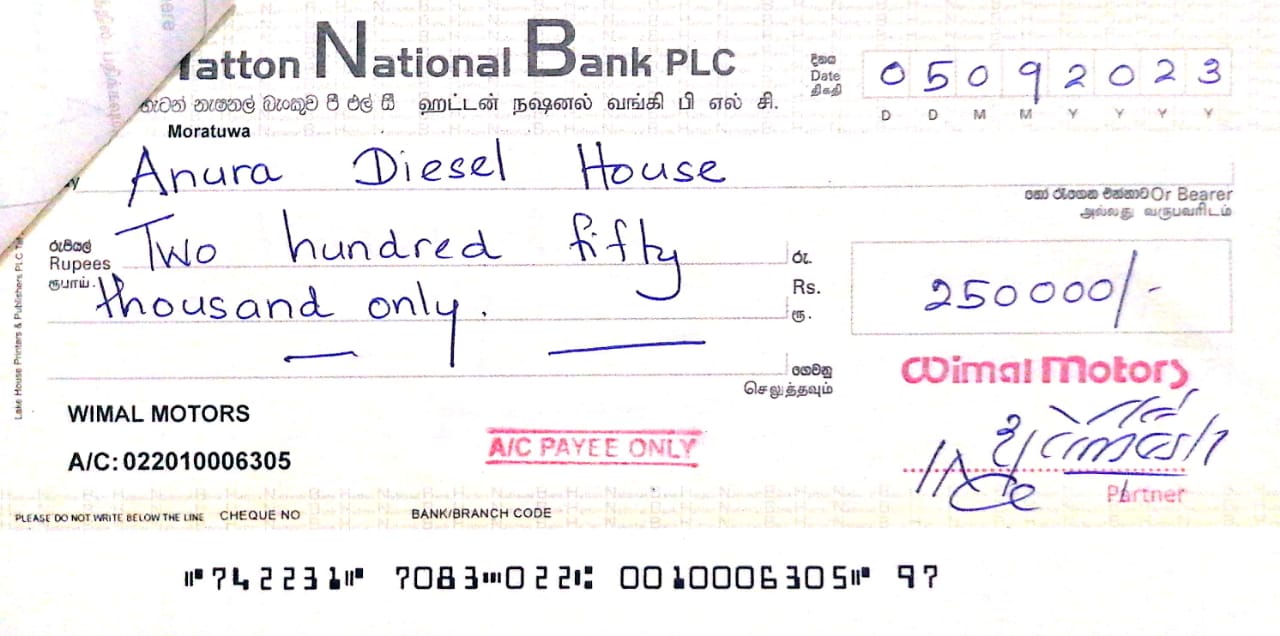 atton National Bank PLC
හැටන් නැෂනල් බැංකුව පී එල් සී ஹட்டன் நஷனல் வங்கி பி எல் சி.
Moratuwa
දිනය
Date
திகதி
0 5 0 9 2 0 2 3
D D M M Y Y Y Y
Anura Diesel House
හෝ රැගෙන එන්නාට Or Bearer
அல்லது வருபவரிடம்
රුපියල්
Rupees
ரூபாய்.
Two hundred fifty
thousand only.
රු.
Rs.
ரூ.
250000/-
ගෙවනු
செலுத்தவும்
Lake House Printers & Publishers PLC
Wimal Motors
WIMAL MOTORS
A/C: 022010006305
A/C PAYEE ONLY
Partner
PLEASE DO NOT WRITE BELOW THE LINE CHEQUE NO BANK/BRANCH CODE
⑈742231⑈ 7083⑉022⑆ 0010006305⑈ 97